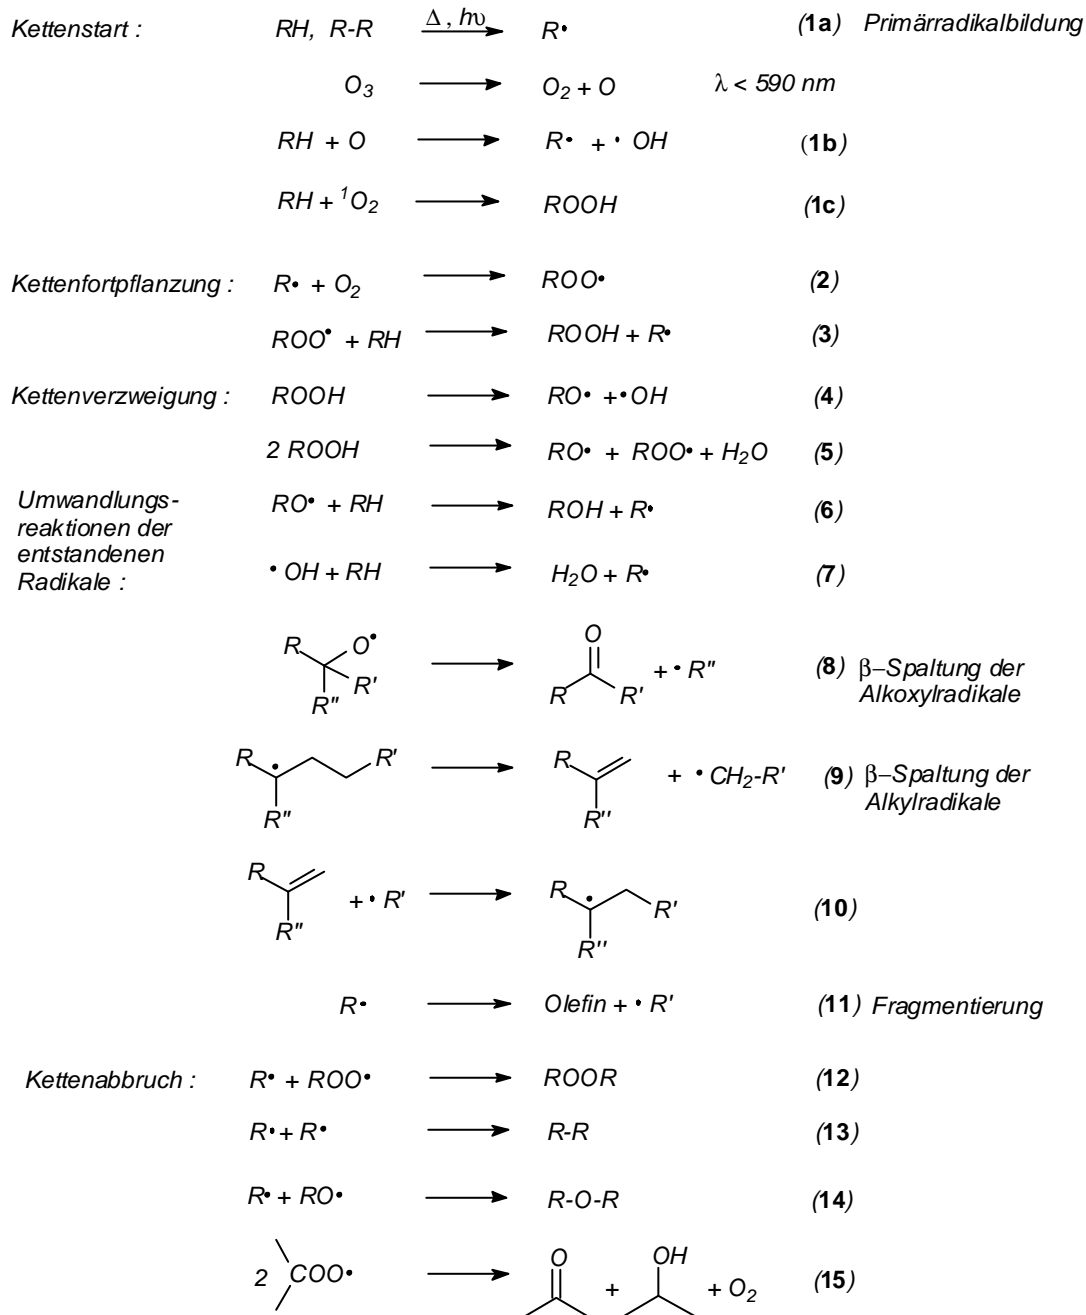 Kettenstart : RH, R-R Δ , hυ R• (1a) Primärradikalbildung
O3 O2 + O λ < 590 nm
RH + O R• + • OH (1b)
RH + ¹O2 ROOH (1c)
Kettenfortpflanzung : R• + O2 ROO• (2)
ROO• + RH ROOH + R• (3)
Kettenverzweigung : ROOH RO• + •OH (4)
2 ROOH RO• + ROO• + H2O (5)
Umwandlungs-
reaktionen der
entstandenen
Radikale :
RO• + RH ROH + R• (6)
• OH + RH H2O + R• (7)
R O• R' R" O R R' + • R" (8) β–Spaltung der
Alkoxylradikale
R • R' R" R R" + • CH2-R' (9) β–Spaltung der
Alkylradikale
R R" + • R' R • R' R" (10)
R• Olefin + • R' (11) Fragmentierung
Kettenabbruch : R• + ROO• ROOR (12)
R• + R• R-R (13)
R• + RO• R-O-R (14)
2 COO• O + OH + O2 (15)